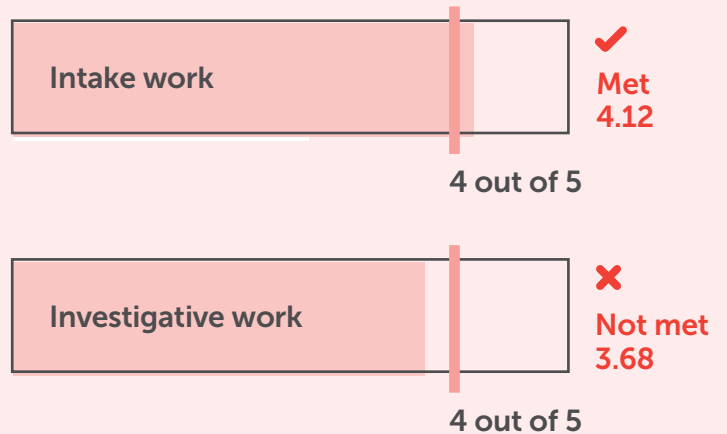 Intake work
Met
4.12
4 out of 5
Investigative work
Not met
3.68
4 out of 5